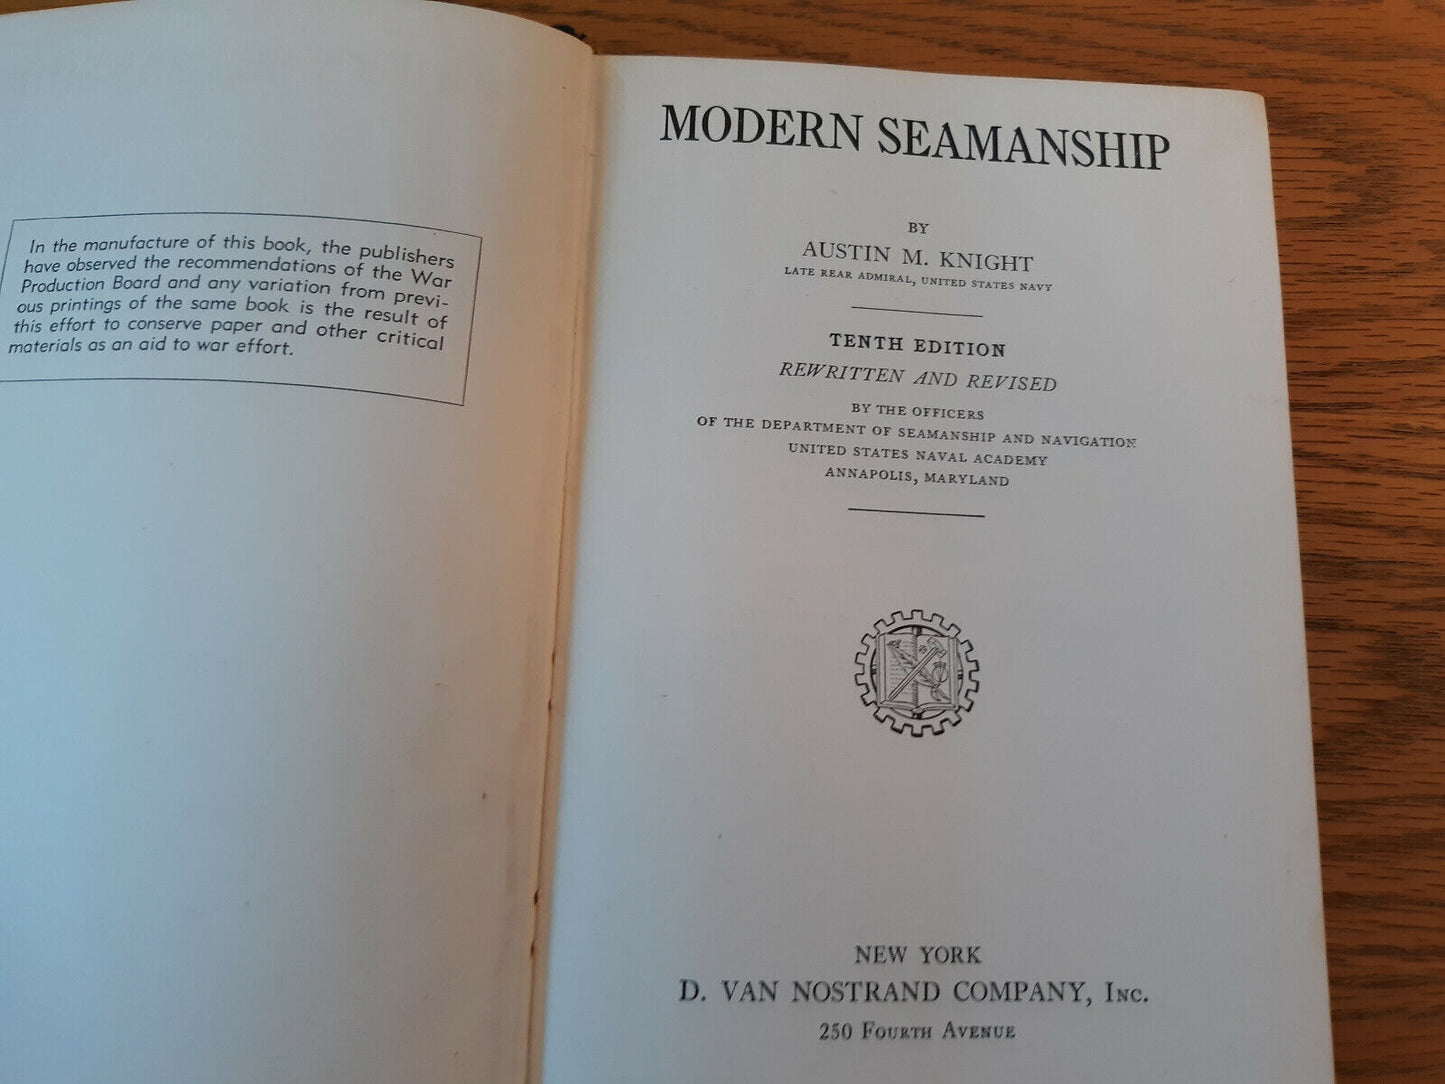 In the manufacture of this book, the publishers
have observed the recommendations of the War
Production Board and any variation from previ-
ous printings of the same book is the result of
this effort to conserve paper and other critical
materials as an aid to war effort.
MODERN SEAMANSHIP
BY
AUSTIN M. KNIGHT
LATE REAR ADMIRAL, UNITED STATES NAVY
TENTH EDITION
REWRITTEN AND REVISED
BY THE OFFICERS
OF THE DEPARTMENT OF SEAMANSHIP AND NAVIGATION
UNITED STATES NAVAL ACADEMY
ANNAPOLIS, MARYLAND
NEW YORK
D. VAN NOSTRAND COMPANY, INC.
250 FOURTH AVENUE